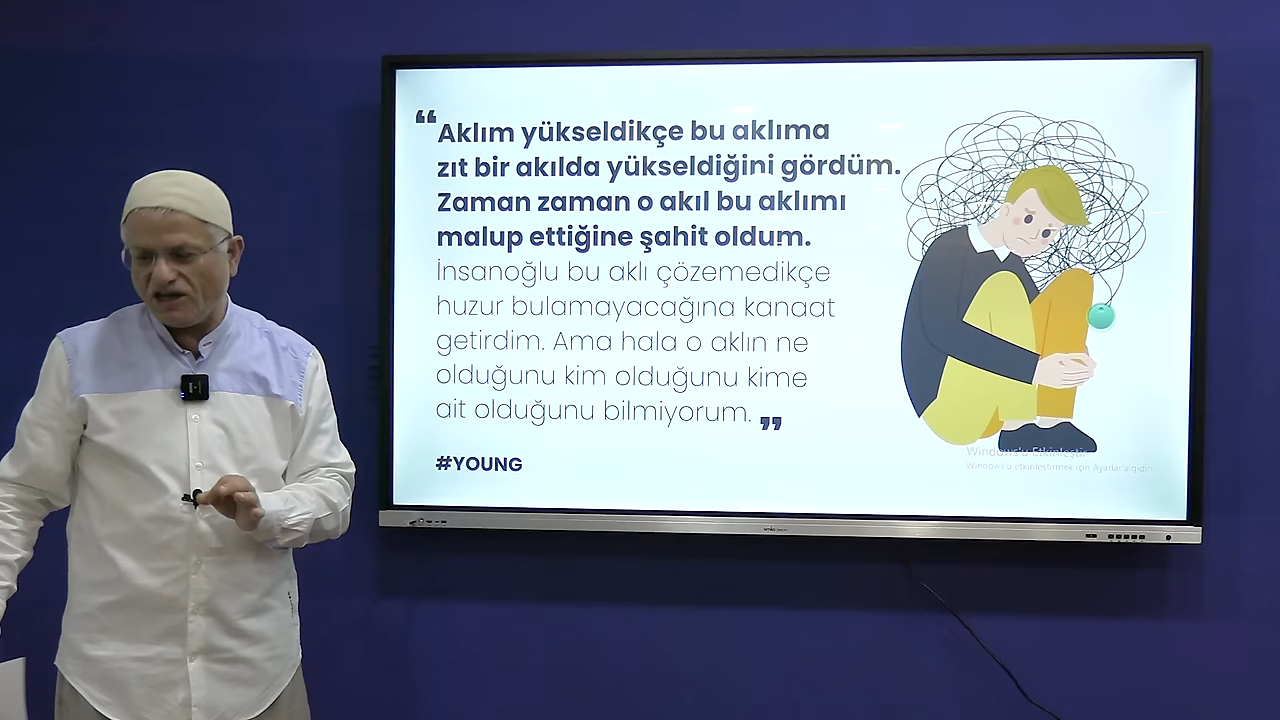 “Aklım yükseldikçe bu aklıma
zıt bir akılda yükseldiğini gördüm.
Zaman zaman o akıl bu aklımı
malup ettiğine şahit oldum.
İnsanoğlu bu aklı çözemedikçe
huzur bulamayacağına kanaat
getirdim. Ama hala o aklın ne
olduğunu kim olduğunu kime
ait olduğunu bilmiyorum. ”
#YOUNG
Windows'u Etkinleştir
Windows'u etkinleştirmek için Ayarlar'a gidin.